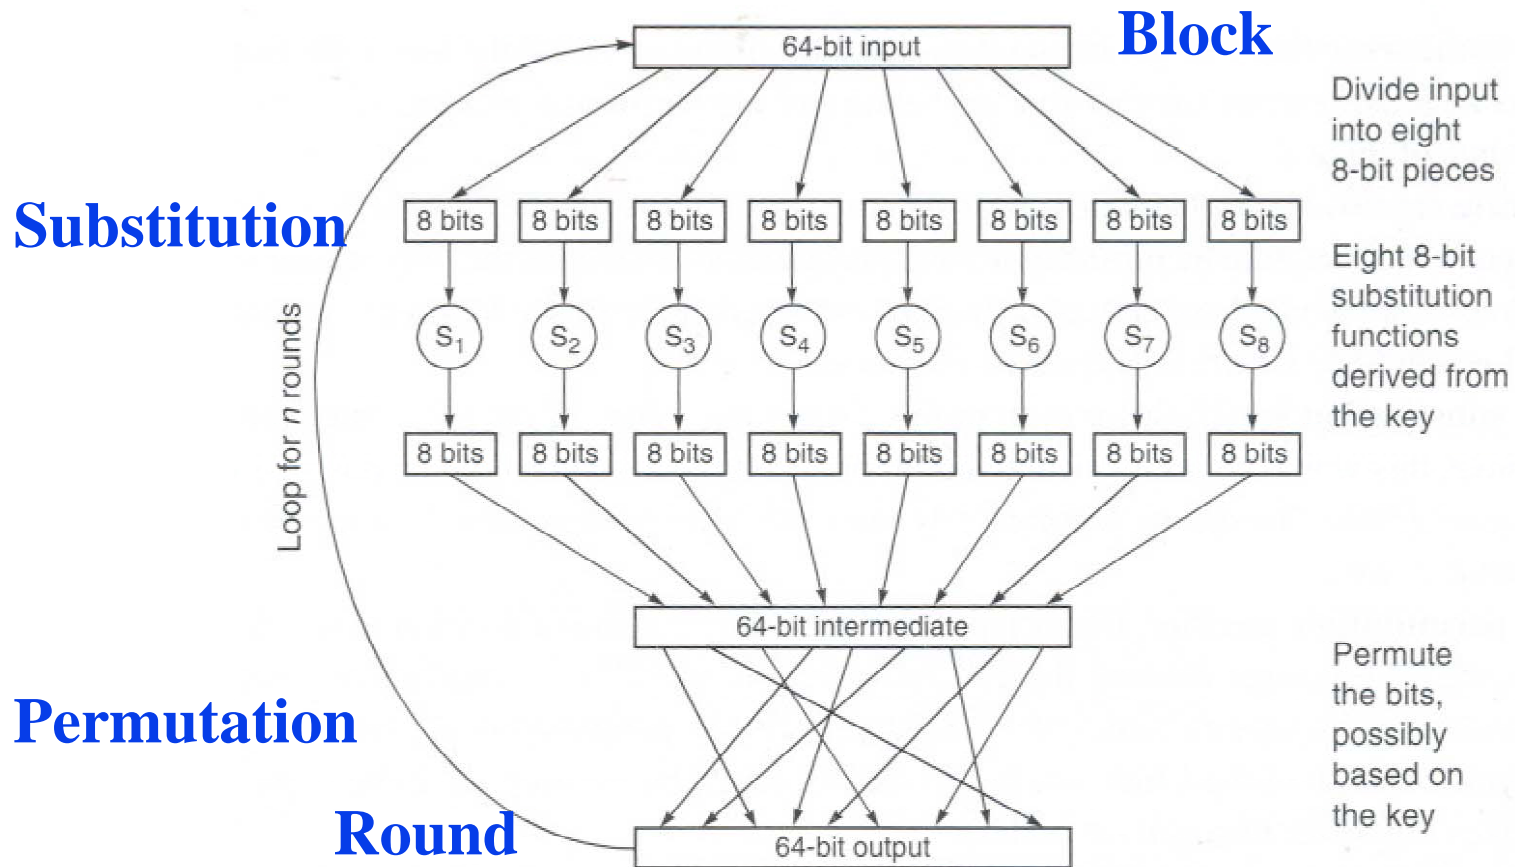 Block
64-bit input
Divide input
into eight
8-bit pieces
Substitution
8 bits 8 bits 8 bits 8 bits 8 bits 8 bits 8 bits 8 bits
Eight 8-bit
substitution
functions
derived from
the key
Loop for n rounds
S1 S2 S3 S4 S5 S6 S7 S8
8 bits 8 bits 8 bits 8 bits 8 bits 8 bits 8 bits 8 bits
64-bit intermediate
Permutation
Permute
the bits,
possibly
based on
the key
Round
64-bit output